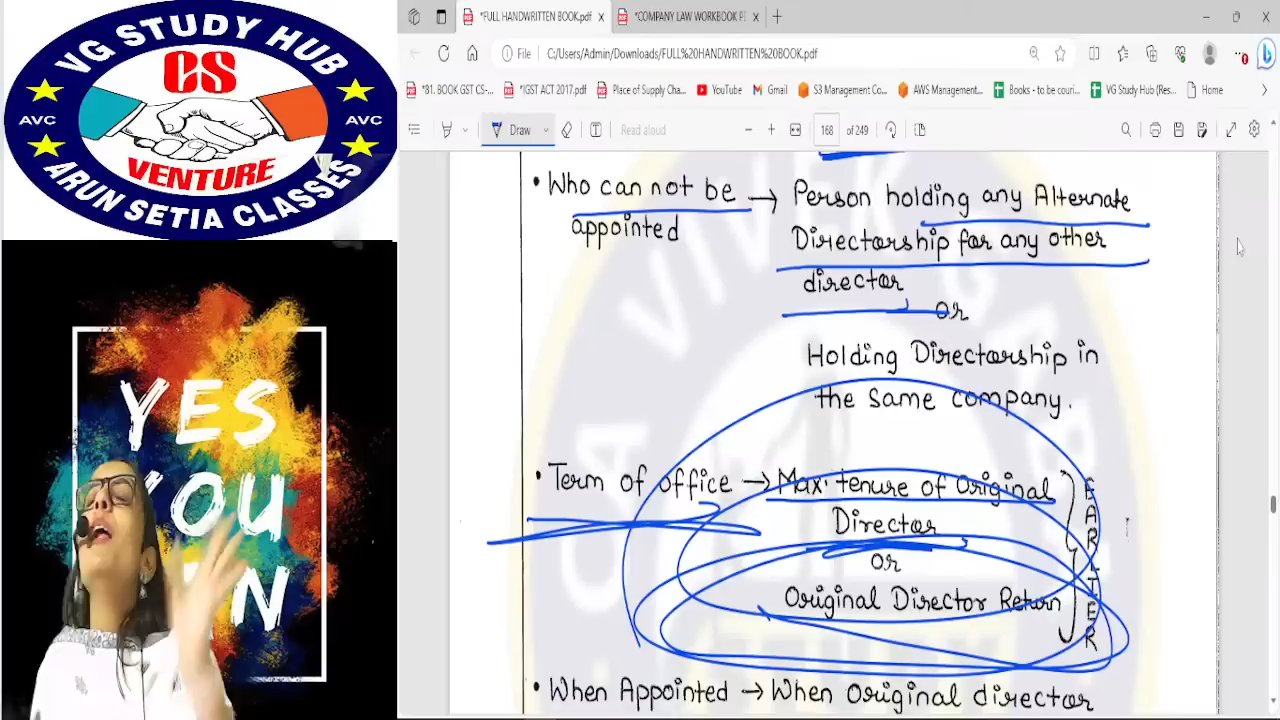 VG STUDY HUB
CS
AVC
AVC
VENTURE
ARUN SETIA CLASSES
YES
YOU
*FULL HANDWRITTEN BOOK.pdf
*COMPANY LAW WORKBOOK
File
C:/Users/Admin/Downloads/FULL%20HANDWRITTEN%20BOOK.pdf
*81. BOOK GST CS-...
*IGST ACT 2017.pdf
Place of Supply Cha...
YouTube
Gmail
S3 Management Co...
AWS Management...
Books - to be couri...
VG Study Hub (Res...
Home
Draw
Read aloud
168
of 249
• Who can not be → Person holding any Alternate
appointed
Directorship for any other
director
or
Holding Directorship in
the same company.
• Term of office → Max. tenure of Original
Director
or
Original Director Return
EARLIER
• When Appointed → When Original director